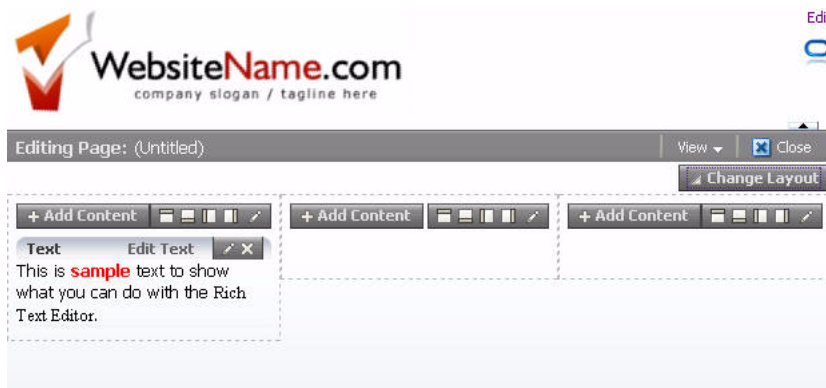 Edi
WebsiteName.com
company slogan / tagline here
Editing Page: (Untitled)
View
Close
Change Layout
+ Add Content
+ Add Content
+ Add Content
Text Edit Text
This is sample text to show
what you can do with the Rich
Text Editor.